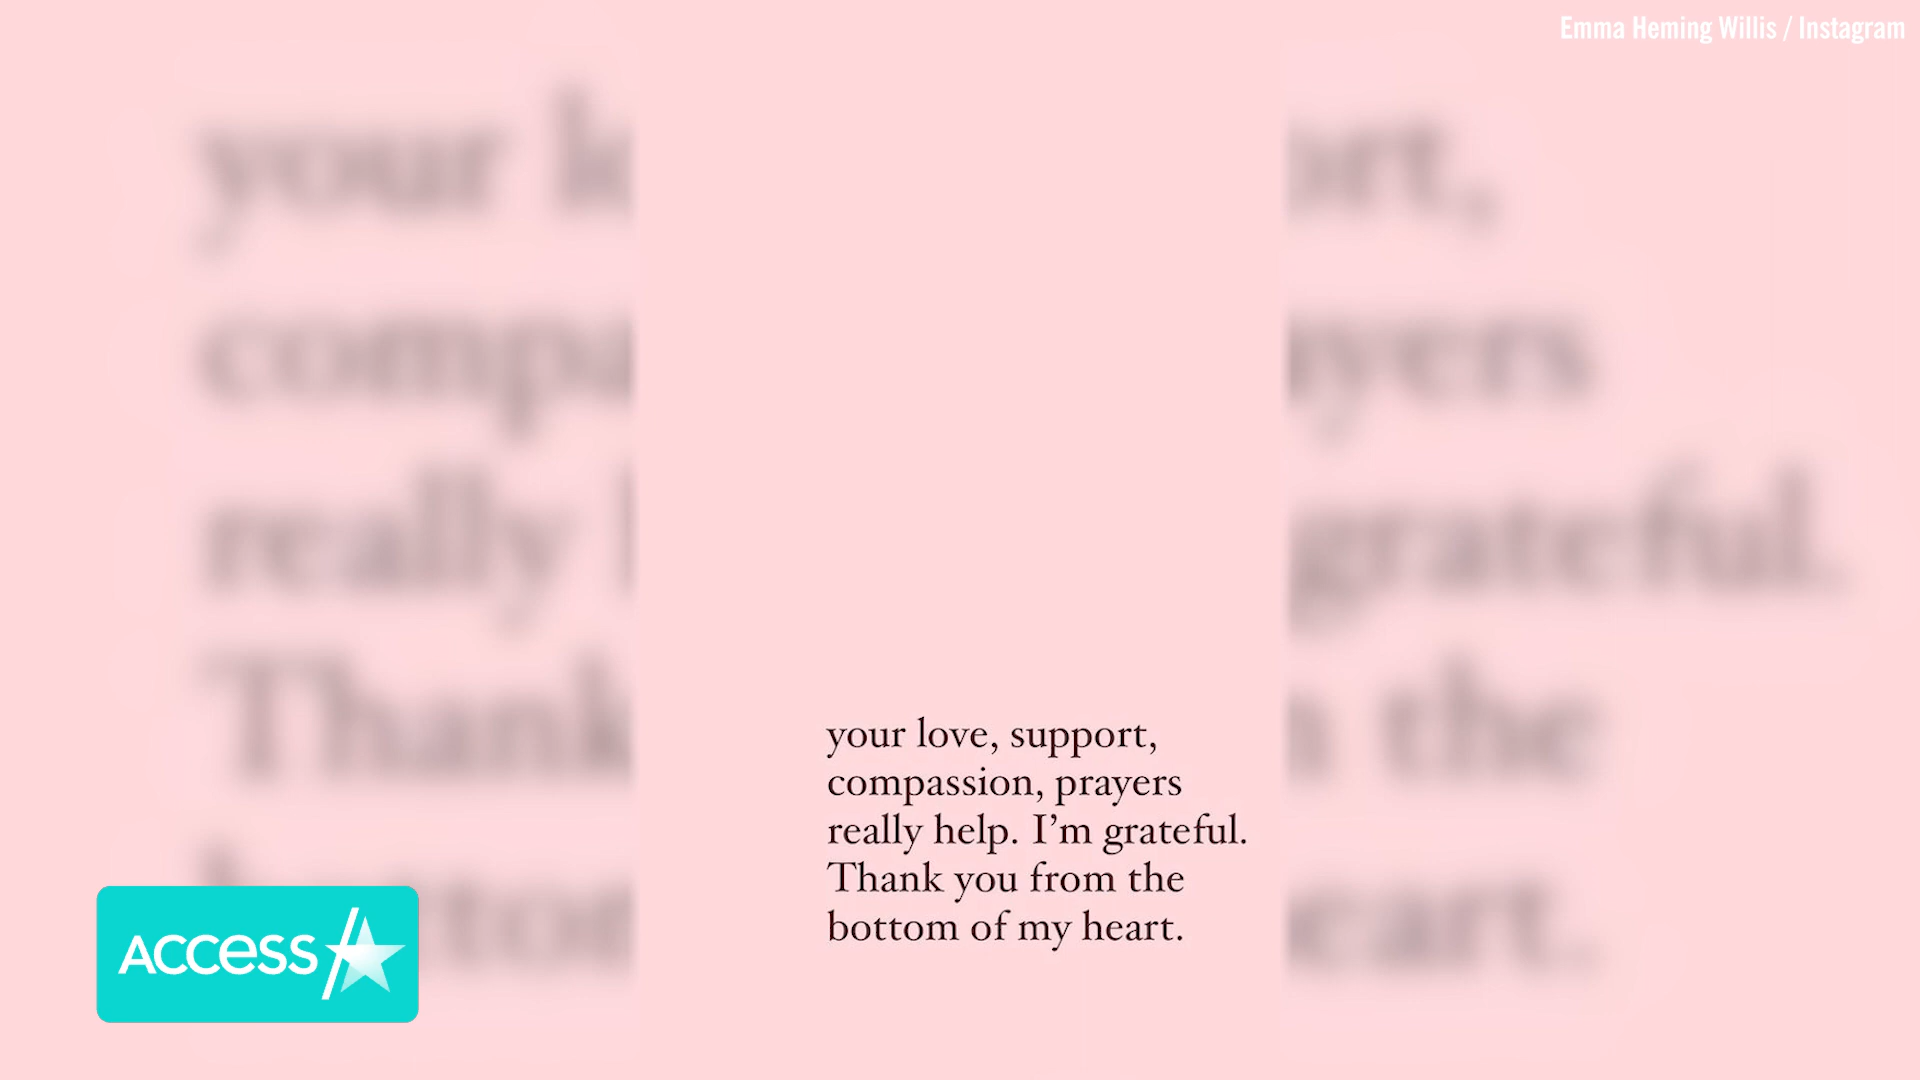 Emma Heming Willis / Instagram
your love, support,
compassion, prayers
really help. I’m grateful.
Thank you from the
bottom of my heart.
ACCESS